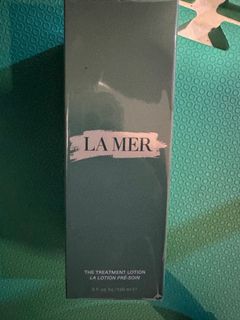 LA MER
THE TREATMENT LOTION
LA LOTION PRÉ-SOIN